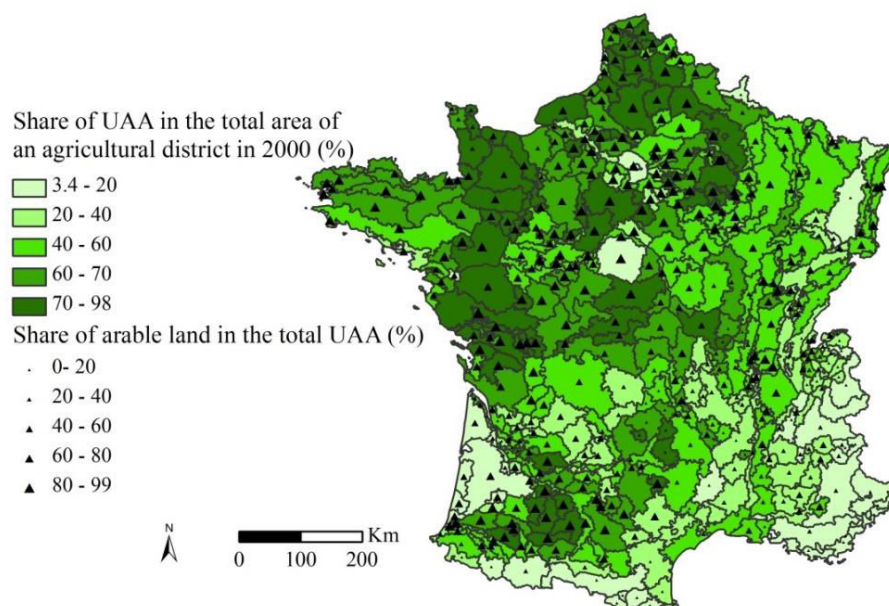 Share of UAA in the total area of
an agricultural district in 2000 (%)
3.4 - 20
20 - 40
40 - 60
60 - 70
70 - 98
Share of arable land in the total UAA (%)
0- 20
20 - 40
40 - 60
60 - 80
80 - 99
N
Km
0 100 200